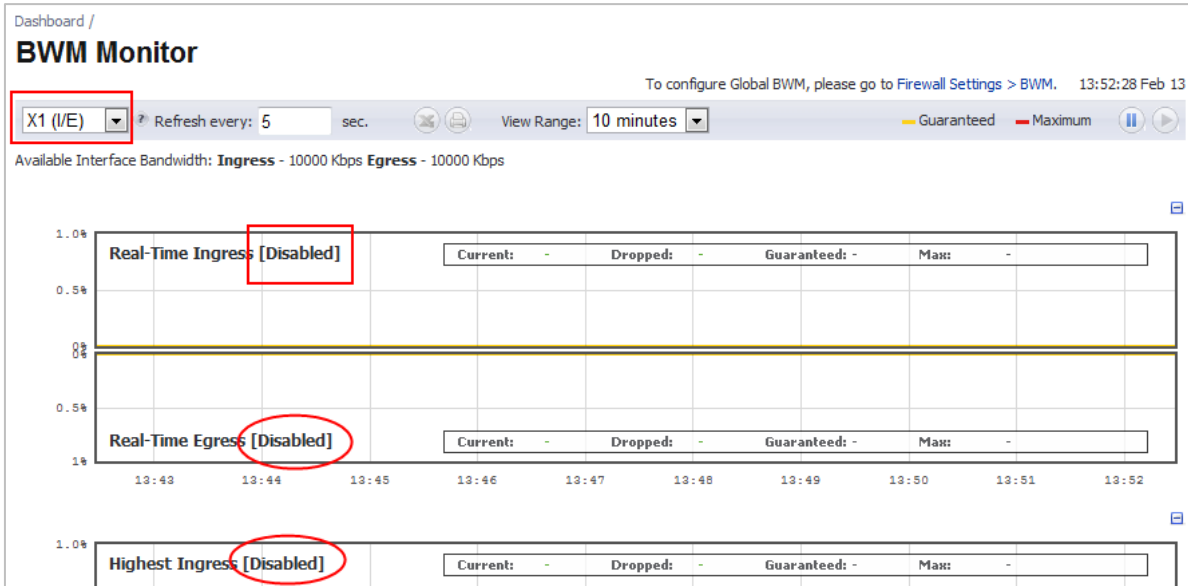 Dashboard /
BWM Monitor
To configure Global BWM, please go to Firewall Settings > BWM. 13:52:28 Feb 13
X1 (I/E) ? Refresh every: 5 sec. View Range: 10 minutes Guaranteed Maximum
Available Interface Bandwidth: Ingress - 10000 Kbps Egress - 10000 Kbps
1.0%
Real-Time Ingress [Disabled] Current: - Dropped: - Guaranteed: - Max: -
0.5%
0%
0%
0.5%
Real-Time Egress [Disabled] Current: - Dropped: - Guaranteed: - Max: -
1%
13:43 13:44 13:45 13:46 13:47 13:48 13:49 13:50 13:51 13:52
1.0%
Highest Ingress [Disabled] Current: - Dropped: - Guaranteed: - Max: -